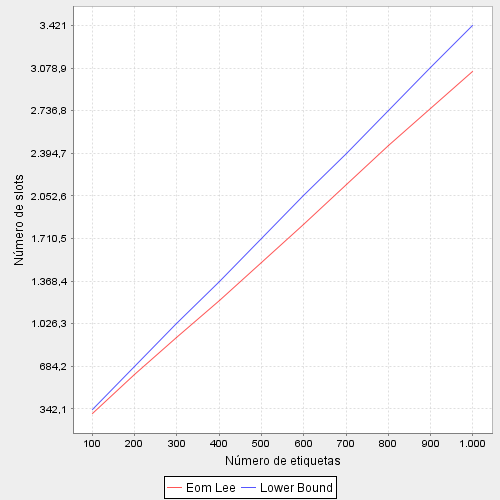 Número de slots
3.421
3.078,9
2.736,8
2.394,7
2.052,6
1.710,5
1.368,4
1.026,3
684,2
342,1
100 200 300 400 500 600 700 800 900 1.000
Número de etiquetas
Eom Lee Lower Bound